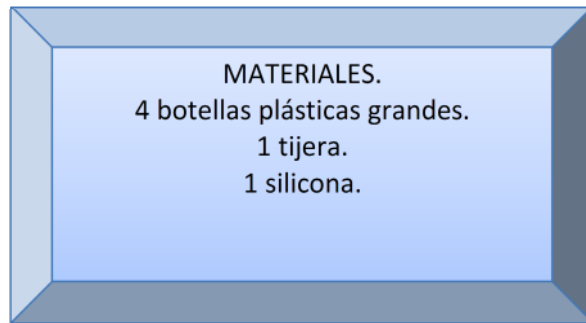 MATERIALES.
4 botellas plásticas grandes.
1 tijera.
1 silicona.